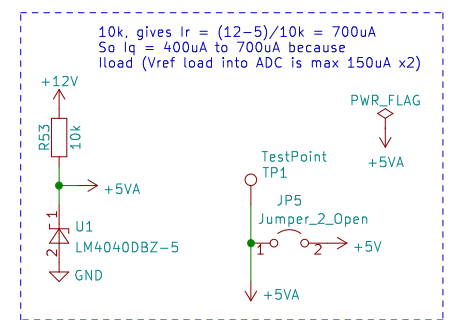 10k, gives Ir = (12-5)/10k = 700uA
So Iq = 400uA to 700uA because
Iload (Vref load into ADC is max 150uA x2)
+12V
PWR_FLAG
R53
10k
+5VA
TestPoint
TP1
+5VA
JP5
Jumper_2_Open
1
U1
LM4040DBZ-5
2
GND
1
2
+5V
+5VA